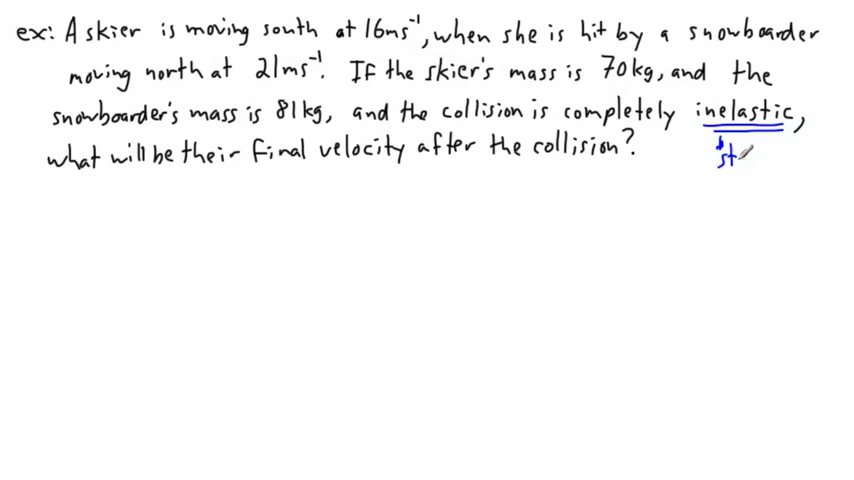 ex: A skier is moving south at 16ms⁻¹, when she is hit by a snowboarder
moving north at 21ms⁻¹. If the skier's mass is 70kg, and the
snowboarder's mass is 81kg, and the collision is completely inelastic,
what will be their final velocity after the collision?
st